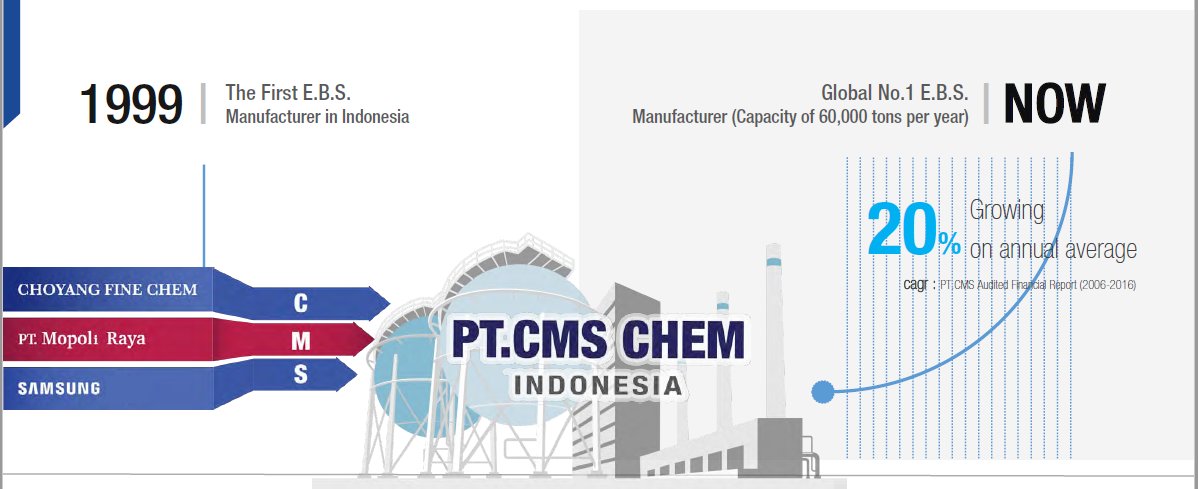 1999
The First E.B.S.
Manufacturer in Indonesia
Global No.1 E.B.S.
Manufacturer (Capacity of 60,000 tons per year)
NOW
20%
Growing
on annual average
cagr : PT.CMS Audited Financial Report (2006-2016)
CHOYANG FINE CHEM
C
PT. Mopoli Raya
M
SAMSUNG
S
PT.CMS CHEM
INDONESIA